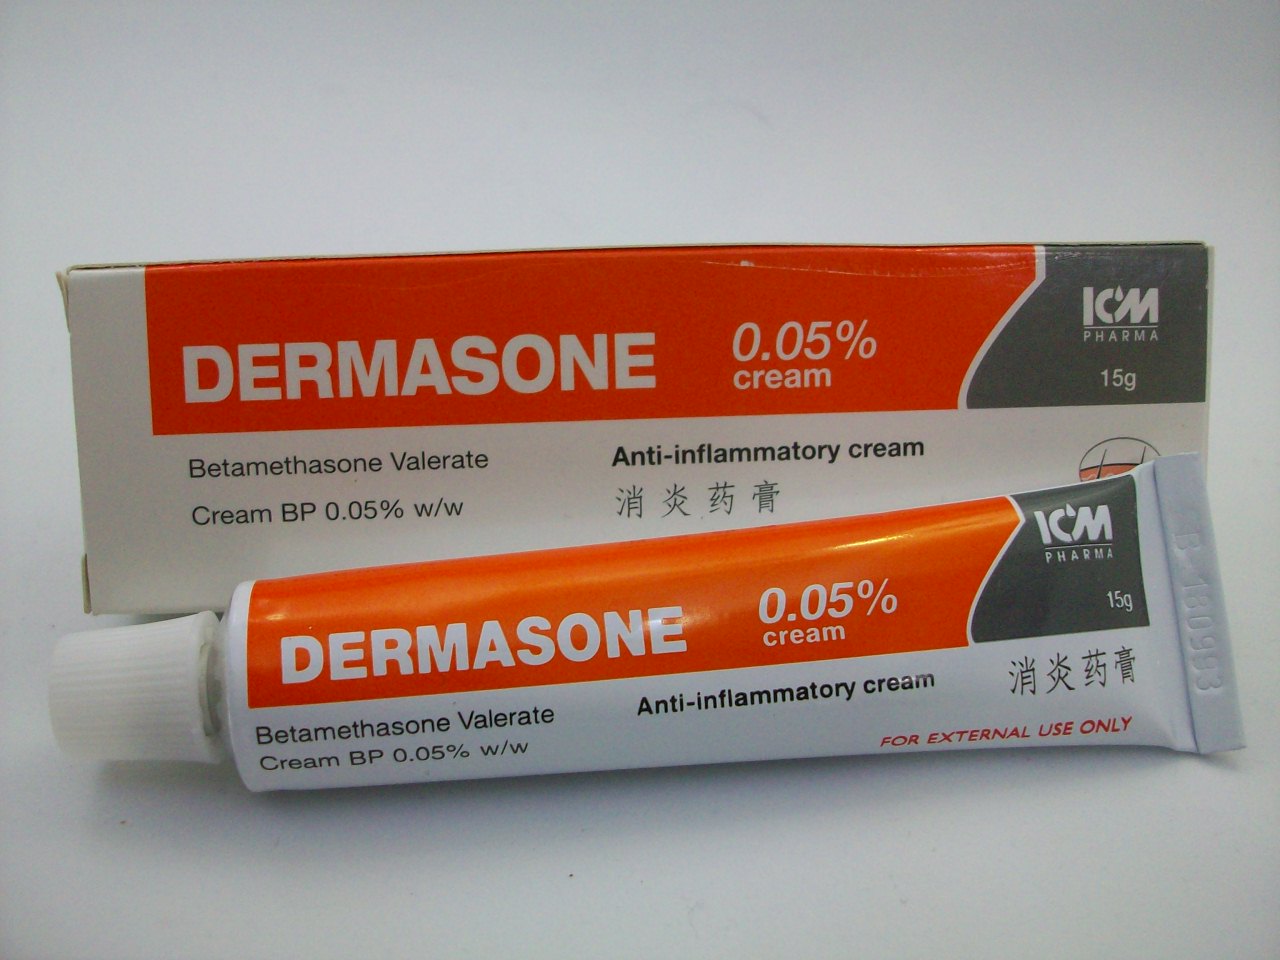 DERMASONE
0.05%
cream
ICM
PHARMA
15g
Betamethasone Valerate
Cream BP 0.05% w/w
Anti-inflammatory cream
消炎药膏
DERMASONE
0.05%
cream
ICM
PHARMA
15g
Betamethasone Valerate
Cream BP 0.05% w/w
Anti-inflammatory cream
消炎药膏
FOR EXTERNAL USE ONLY